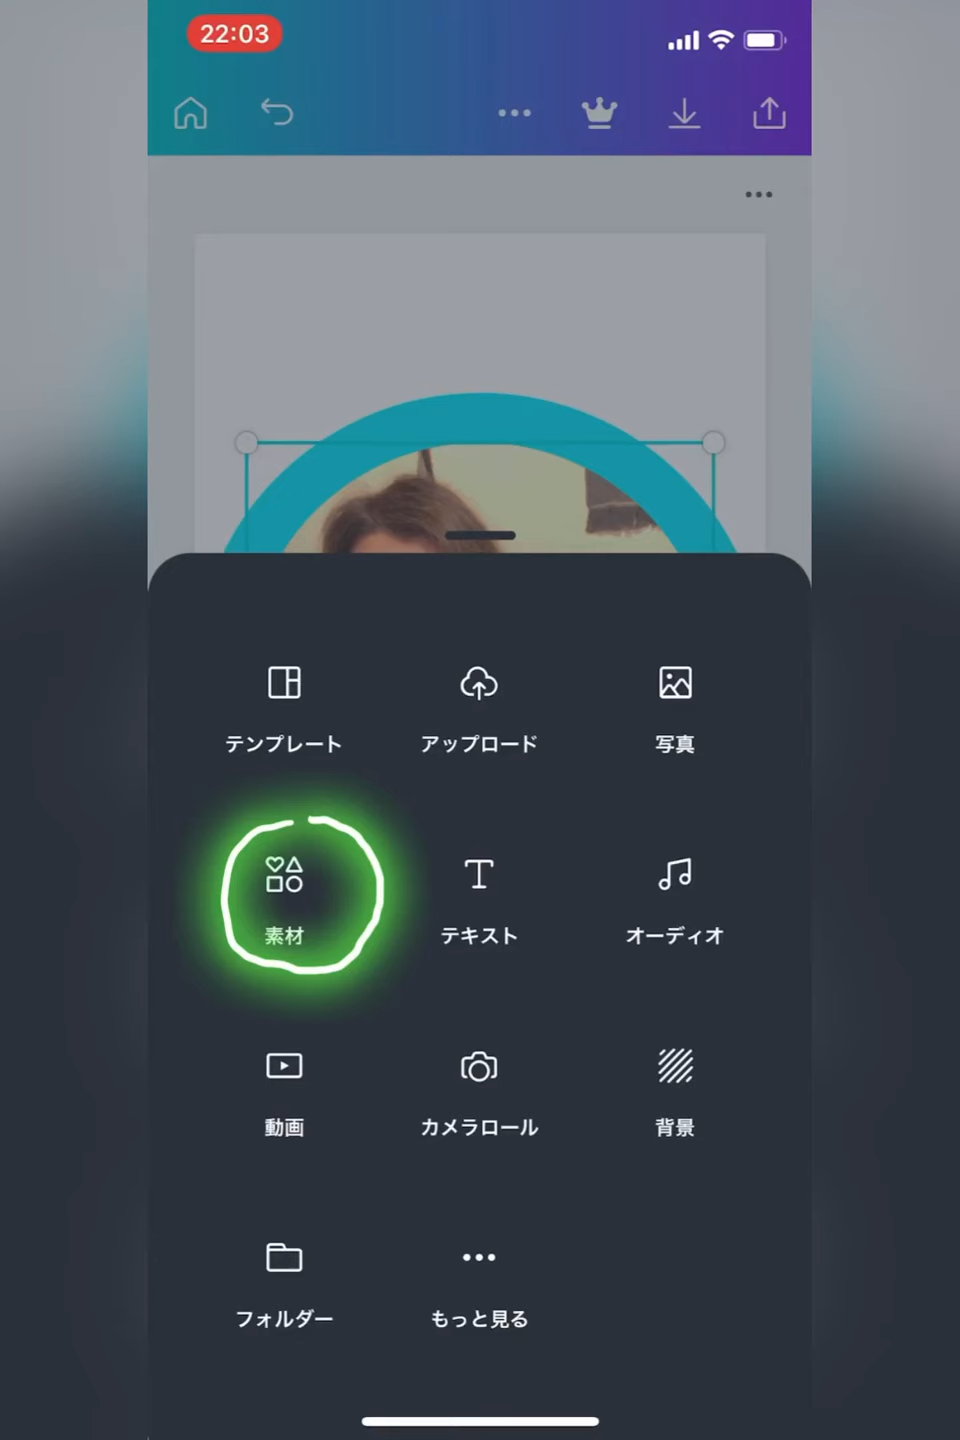 22:03
テンプレート
アップロード
写真
素材
テキスト
オーディオ
動画
カメラロール
背景
フォルダー
もっと見る